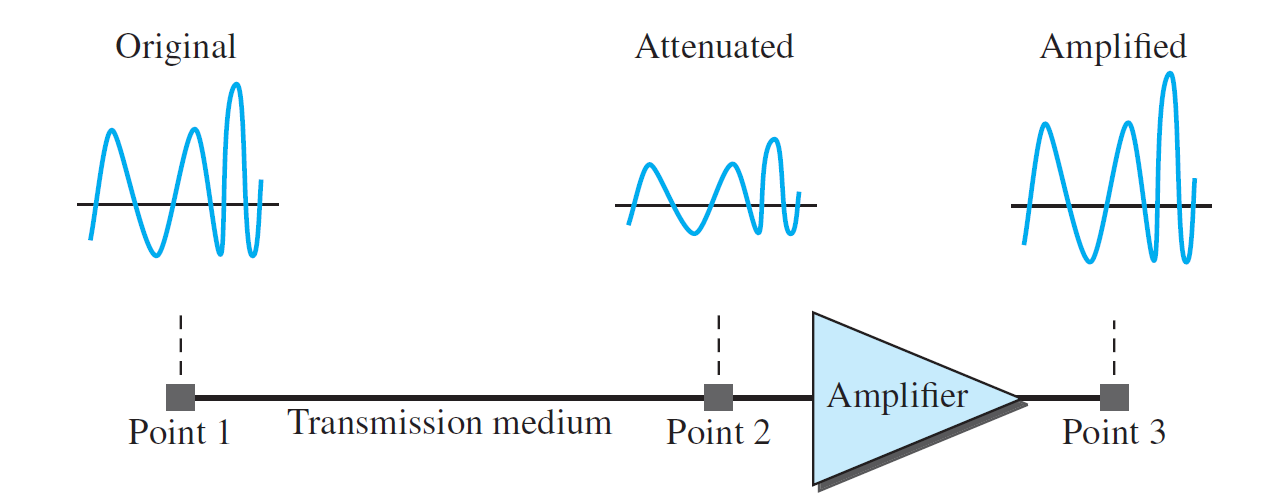 Original
Attenuated
Amplified
Amplifier
Transmission medium
Point 1
Point 2
Point 3